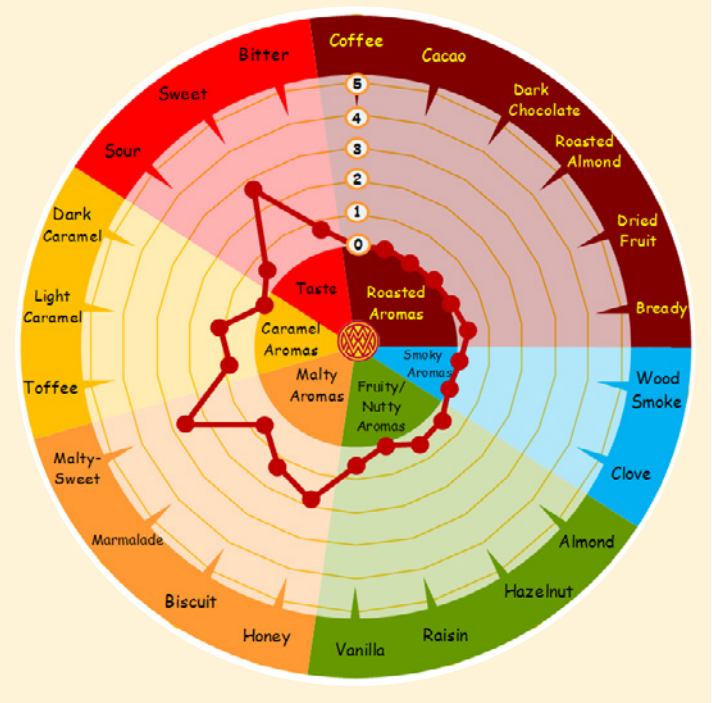 Coffee
Cacao
Dark
Chocolate
Roasted
Almond
Dried
Fruit
Bready
Wood
Smoke
Clove
Almond
Hazelnut
Raisin
Vanilla
Honey
Biscuit
Marmalade
Malty-
Sweet
Toffee
Light
Caramel
Dark
Caramel
Sour
Sweet
Bitter
5
4
3
2
1
0
Taste
Roasted
Aromas
Smoky
Aromas
Fruity/
Nutty
Aromas
Malty
Aromas
Caramel
Aromas